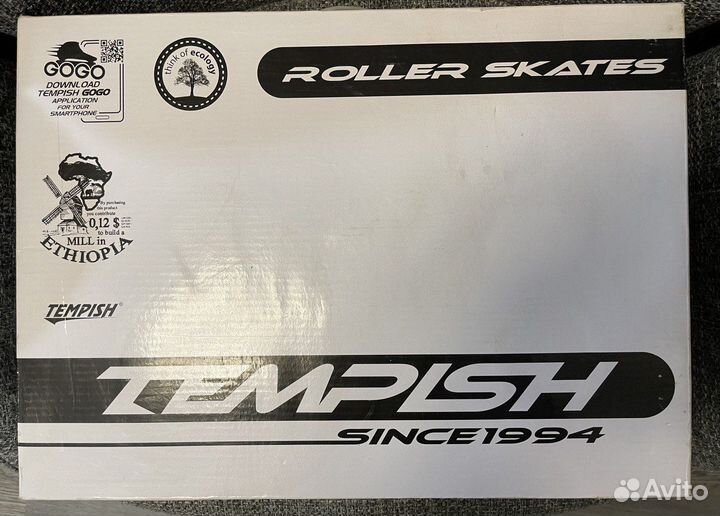 GOGO
DOWNLOAD
TEMPISH GOGO
APPLICATION
FOR YOUR
SMARTPHONE
think of ecology
ROLLER SKATES
By purchasing
this product
you contribute
0,12 $
to build a
MILL in
ETHIOPIA
TEMPISH®
TEMPISH
SINCE1994
Avito